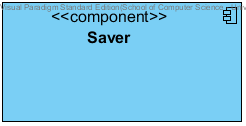 Visual Paradigm Standard Edition(School of Computer Science
<<component>>
Saver